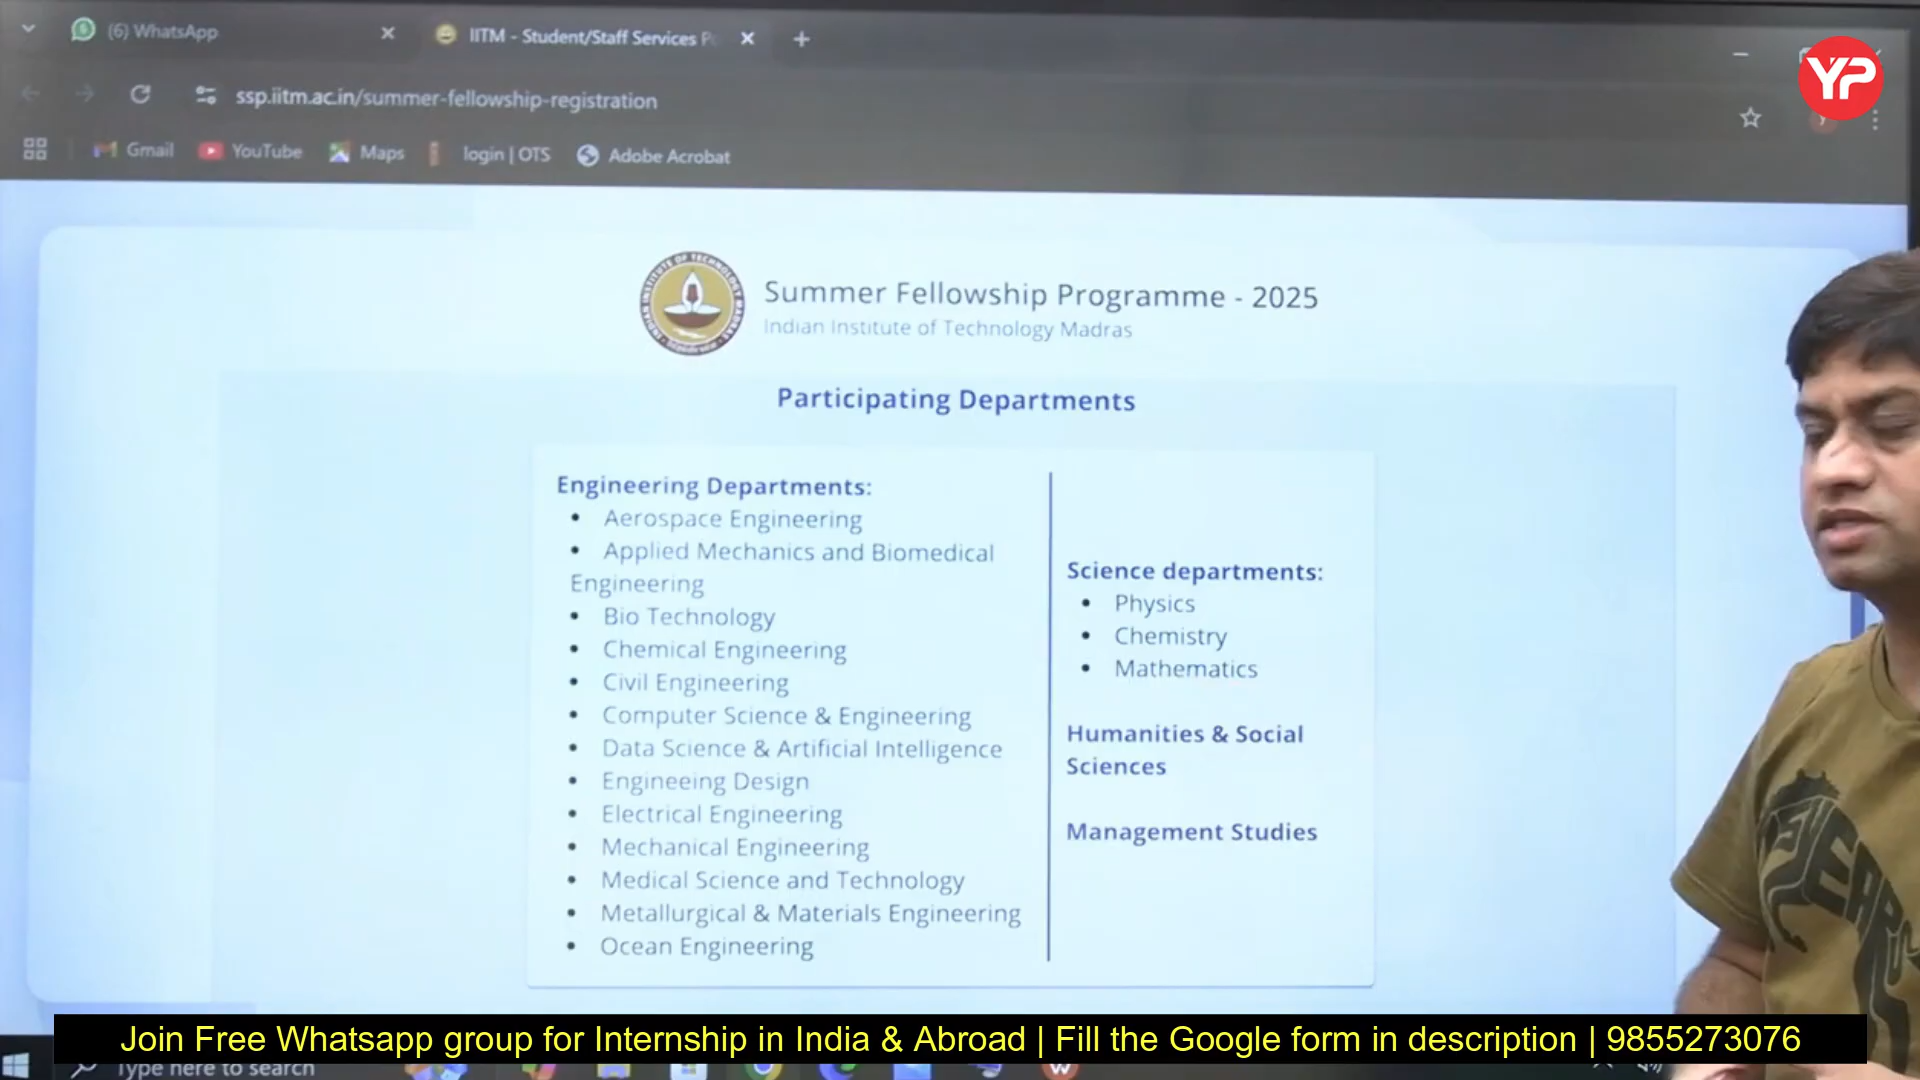 (6) WhatsApp
IITM - Student/Staff Services P
ssp.iitm.ac.in/summer-fellowship-registration
Gmail
YouTube
Maps
login | OTS
Adobe Acrobat
YP
Summer Fellowship Programme - 2025
Indian Institute of Technology Madras
INDIAN INSTITUTE OF TECHNOLOGY MADRAS
Participating Departments
Engineering Departments:
• Aerospace Engineering
• Applied Mechanics and Biomedical
Engineering
• Bio Technology
• Chemical Engineering
• Civil Engineering
• Computer Science & Engineering
• Data Science & Artificial Intelligence
• Engineeing Design
• Electrical Engineering
• Mechanical Engineering
• Medical Science and Technology
• Metallurgical & Materials Engineering
• Ocean Engineering
Science departments:
• Physics
• Chemistry
• Mathematics
Humanities & Social
Sciences
Management Studies
Join Free Whatsapp group for Internship in India & Abroad | Fill the Google form in description | 9855273076
Type here to search